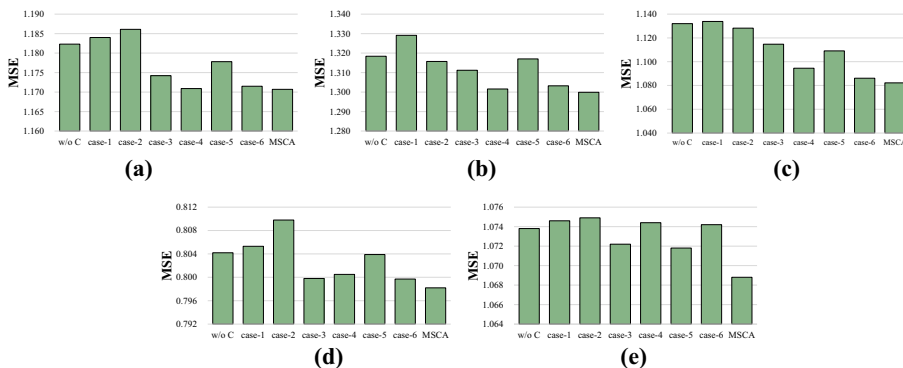 1.190
1.185
1.180
1.175
1.170
1.165
1.160
MSE
w/o C case-1 case-2 case-3 case-4 case-5 case-6 MSCA
(a)
1.340
1.330
1.320
1.310
1.300
1.290
1.280
MSE
w/o C case-1 case-2 case-3 case-4 case-5 case-6 MSCA
(b)
1.140
1.120
1.100
1.080
1.060
1.040
MSE
w/o C case-1 case-2 case-3 case-4 case-5 case-6 MSCA
(c)
0.812
0.808
0.804
0.800
0.796
0.792
MSE
w/o C case-1 case-2 case-3 case-4 case-5 case-6 MSCA
(d)
1.076
1.074
1.072
1.070
1.068
1.066
1.064
MSE
w/o C case-1 case-2 case-3 case-4 case-5 case-6 MSCA
(e)